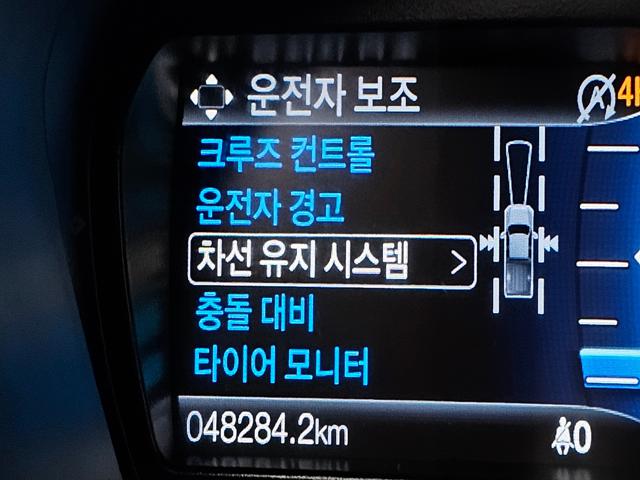 운전자 보조
크루즈 컨트롤
운전자 경고
차선 유지 시스템 >
충돌 대비
타이어 모니터
048284.2km
0